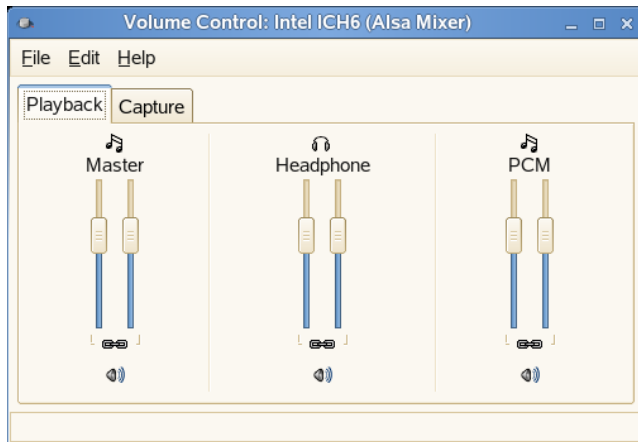 Volume Control: Intel ICH6 (Alsa Mixer)
File Edit Help
Playback Capture
Master Headphone PCM